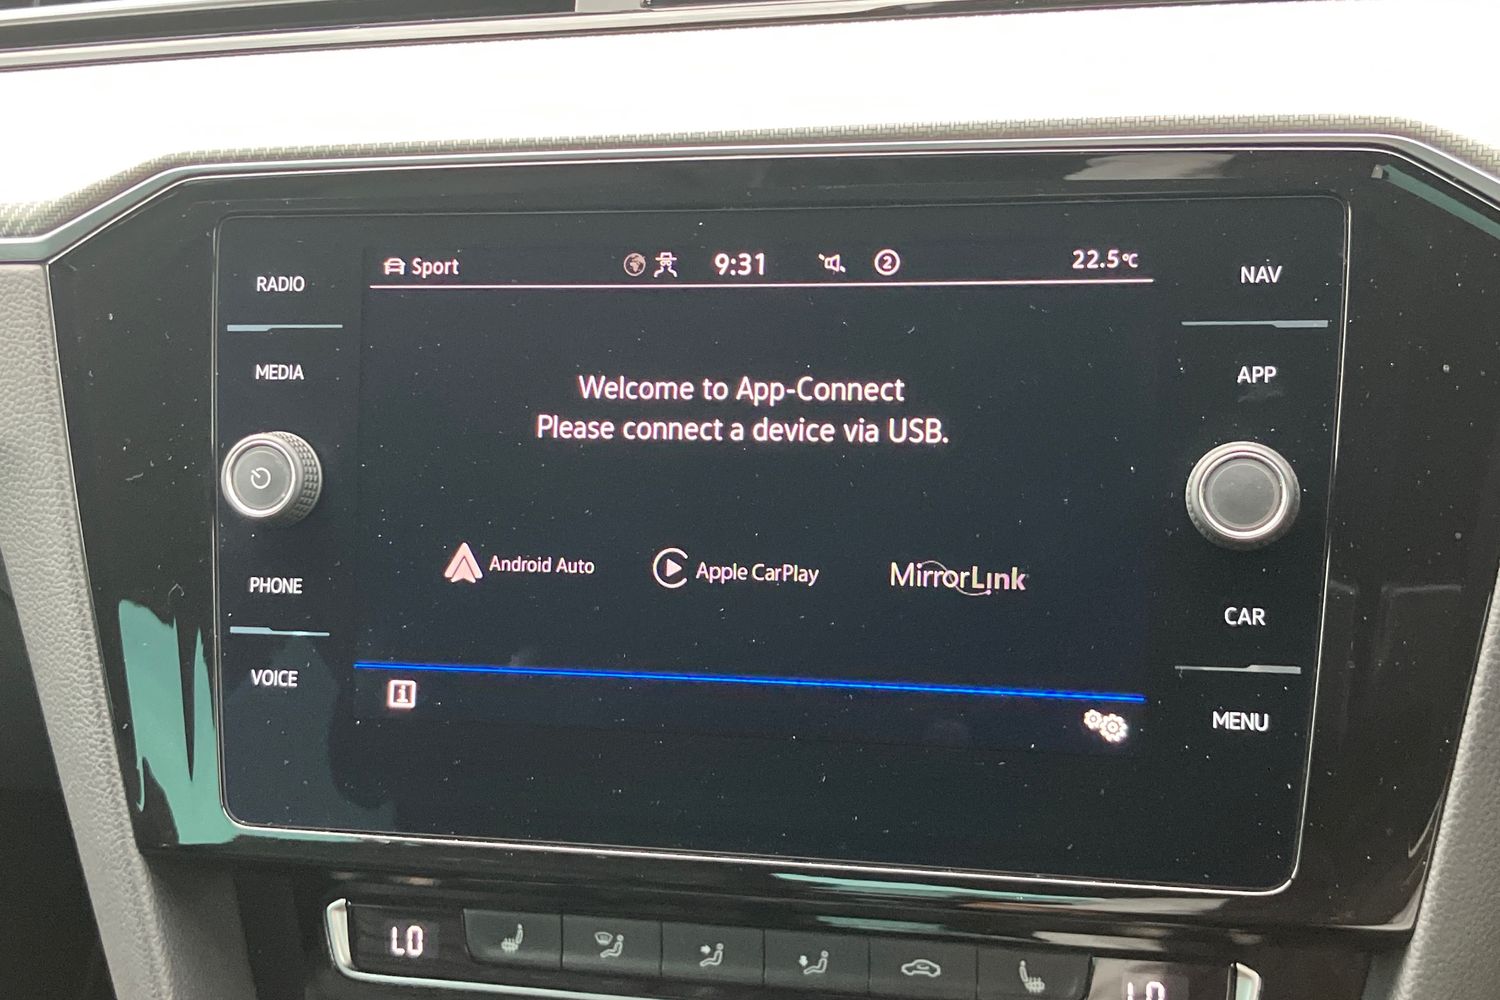 RADIO
MEDIA
PHONE
VOICE
Sport 9:31 2 22.5°C
Welcome to App-Connect
Please connect a device via USB.
Android Auto Apple CarPlay MirrorLink
i
NAV
APP
CAR
MENU
LO LO